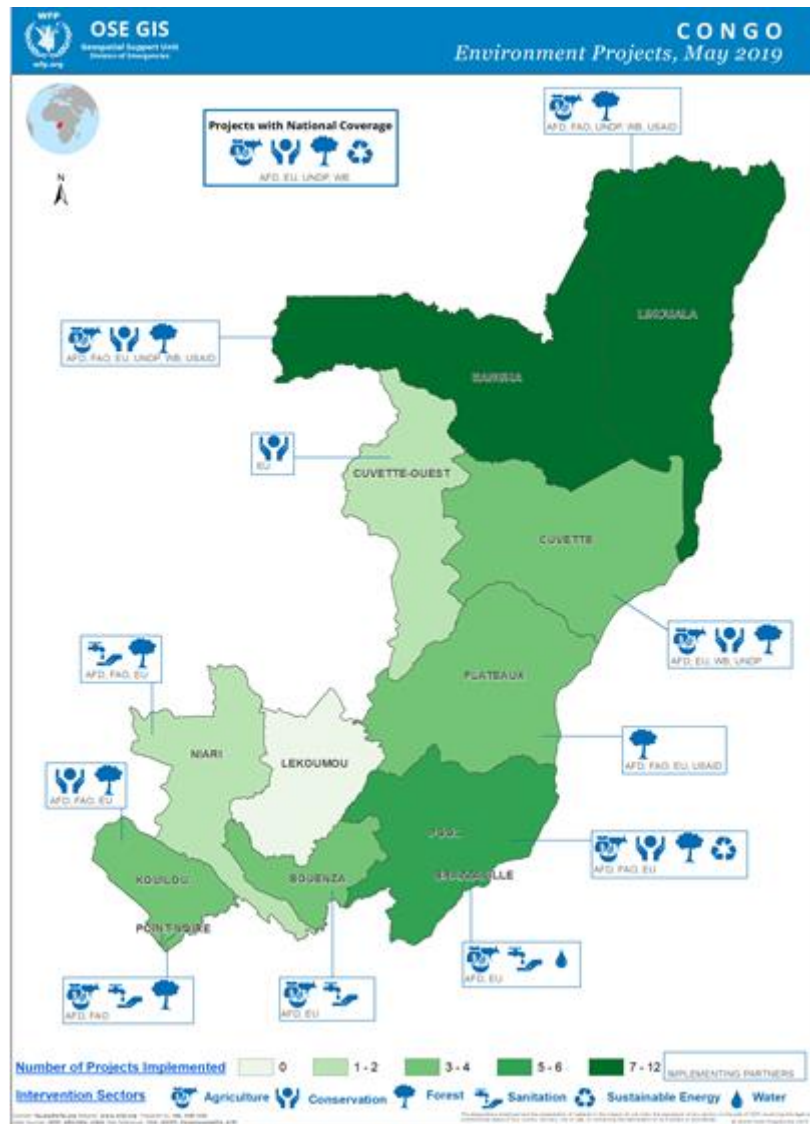 WFP
wfp.org
OSE GIS
Geospatial Support Unit
Division of Emergencies
CONGO
Environment Projects, May 2019
Projects with National Coverage
AFD, EU, UNDP, WB
N
AFD, FAO, UNDP, WB, USAID
LIKOUALA
AFD, FAO, EU, UNDP, WB, USAID
SANGHA
EU
CUVETTE-OUEST
CUVETTE
AFD, EU, WB, UNDP
AFD, FAO, EU
PLATEAUX
NIARI
AFD, FAO, EU, USAID
LEKOUMOU
AFD, FAO, EU
POOL
AFD, FAO, EU
KOUILOU
BOUENZA
BRAZZAVILLE
POINT-NOIRE
AFD, EU
AFD, FAO
AFD, EU
Number of Projects Implemented
0
1 - 2
3 - 4
5 - 6
7 - 12
IMPLEMENTING PARTNERS
Intervention Sectors
Agriculture
Conservation
Forest
Sanitation
Sustainable Energy
Water